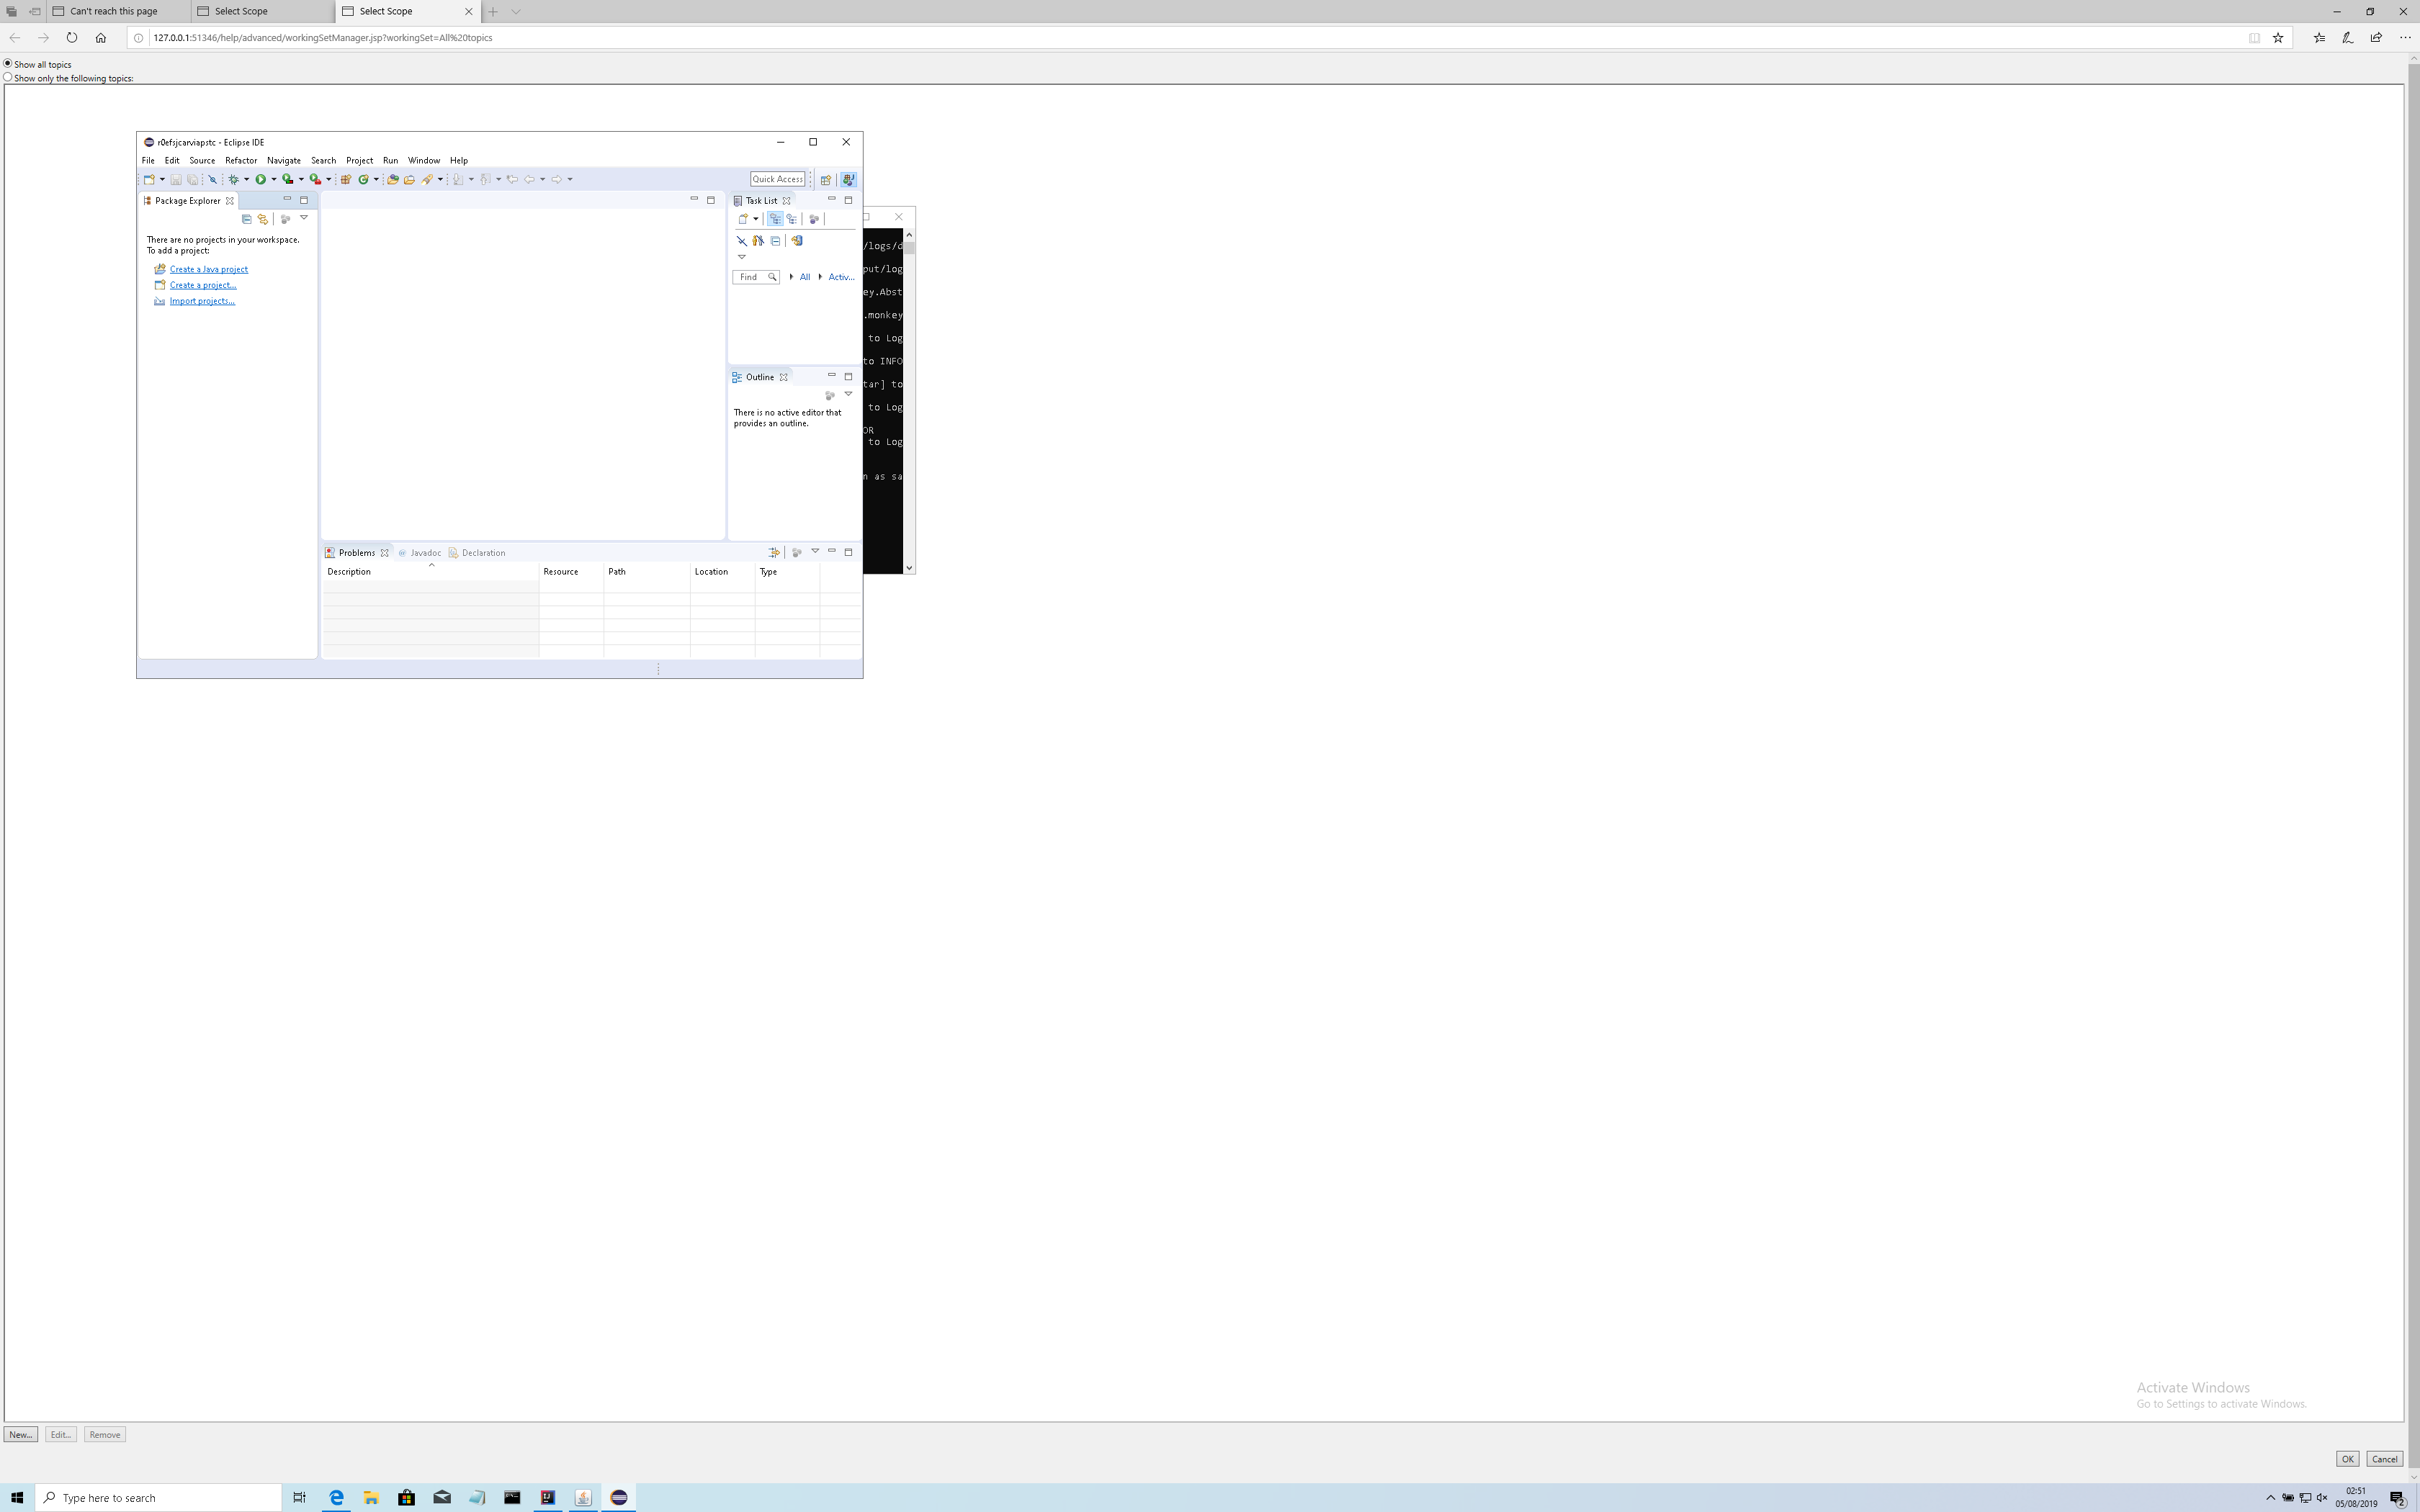 Can't reach this page
Select Scope
Select Scope
127.0.0.1:51346/help/advanced/workingSetManager.jsp?workingSet=All%20topics
Show all topics
Show only the following topics:
r0efsjcarviapstc - Eclipse IDE
File Edit Source Refactor Navigate Search Project Run Window Help
Quick Access
Package Explorer
There are no projects in your workspace.
To add a project:
Create a Java project
Create a project...
Import projects...
Task List
Find
All
Activ...
Outline
There is no active editor that
provides an outline.
/logs/d
put/log
ey.Abst
.monkey
to Log
to INFO
tar] to
to Log
OR
to Log
n as sa
Problems Javadoc Declaration
Description Resource Path Location Type
Activate Windows
Go to Settings to activate Windows.
New... Edit... Remove
OK Cancel
Type here to search
02:51
05/08/2019
2